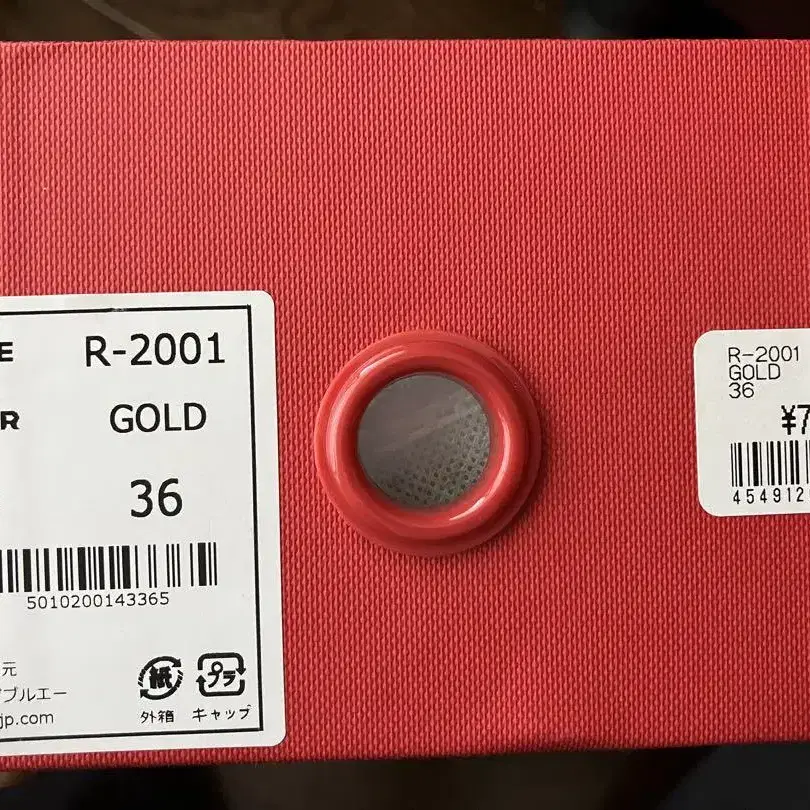 E R-2001
R GOLD
36
5010200143365
元
ブルエー
jp.com
紙 プラ
外箱 キャップ
R-2001
GOLD
36
¥7
454912